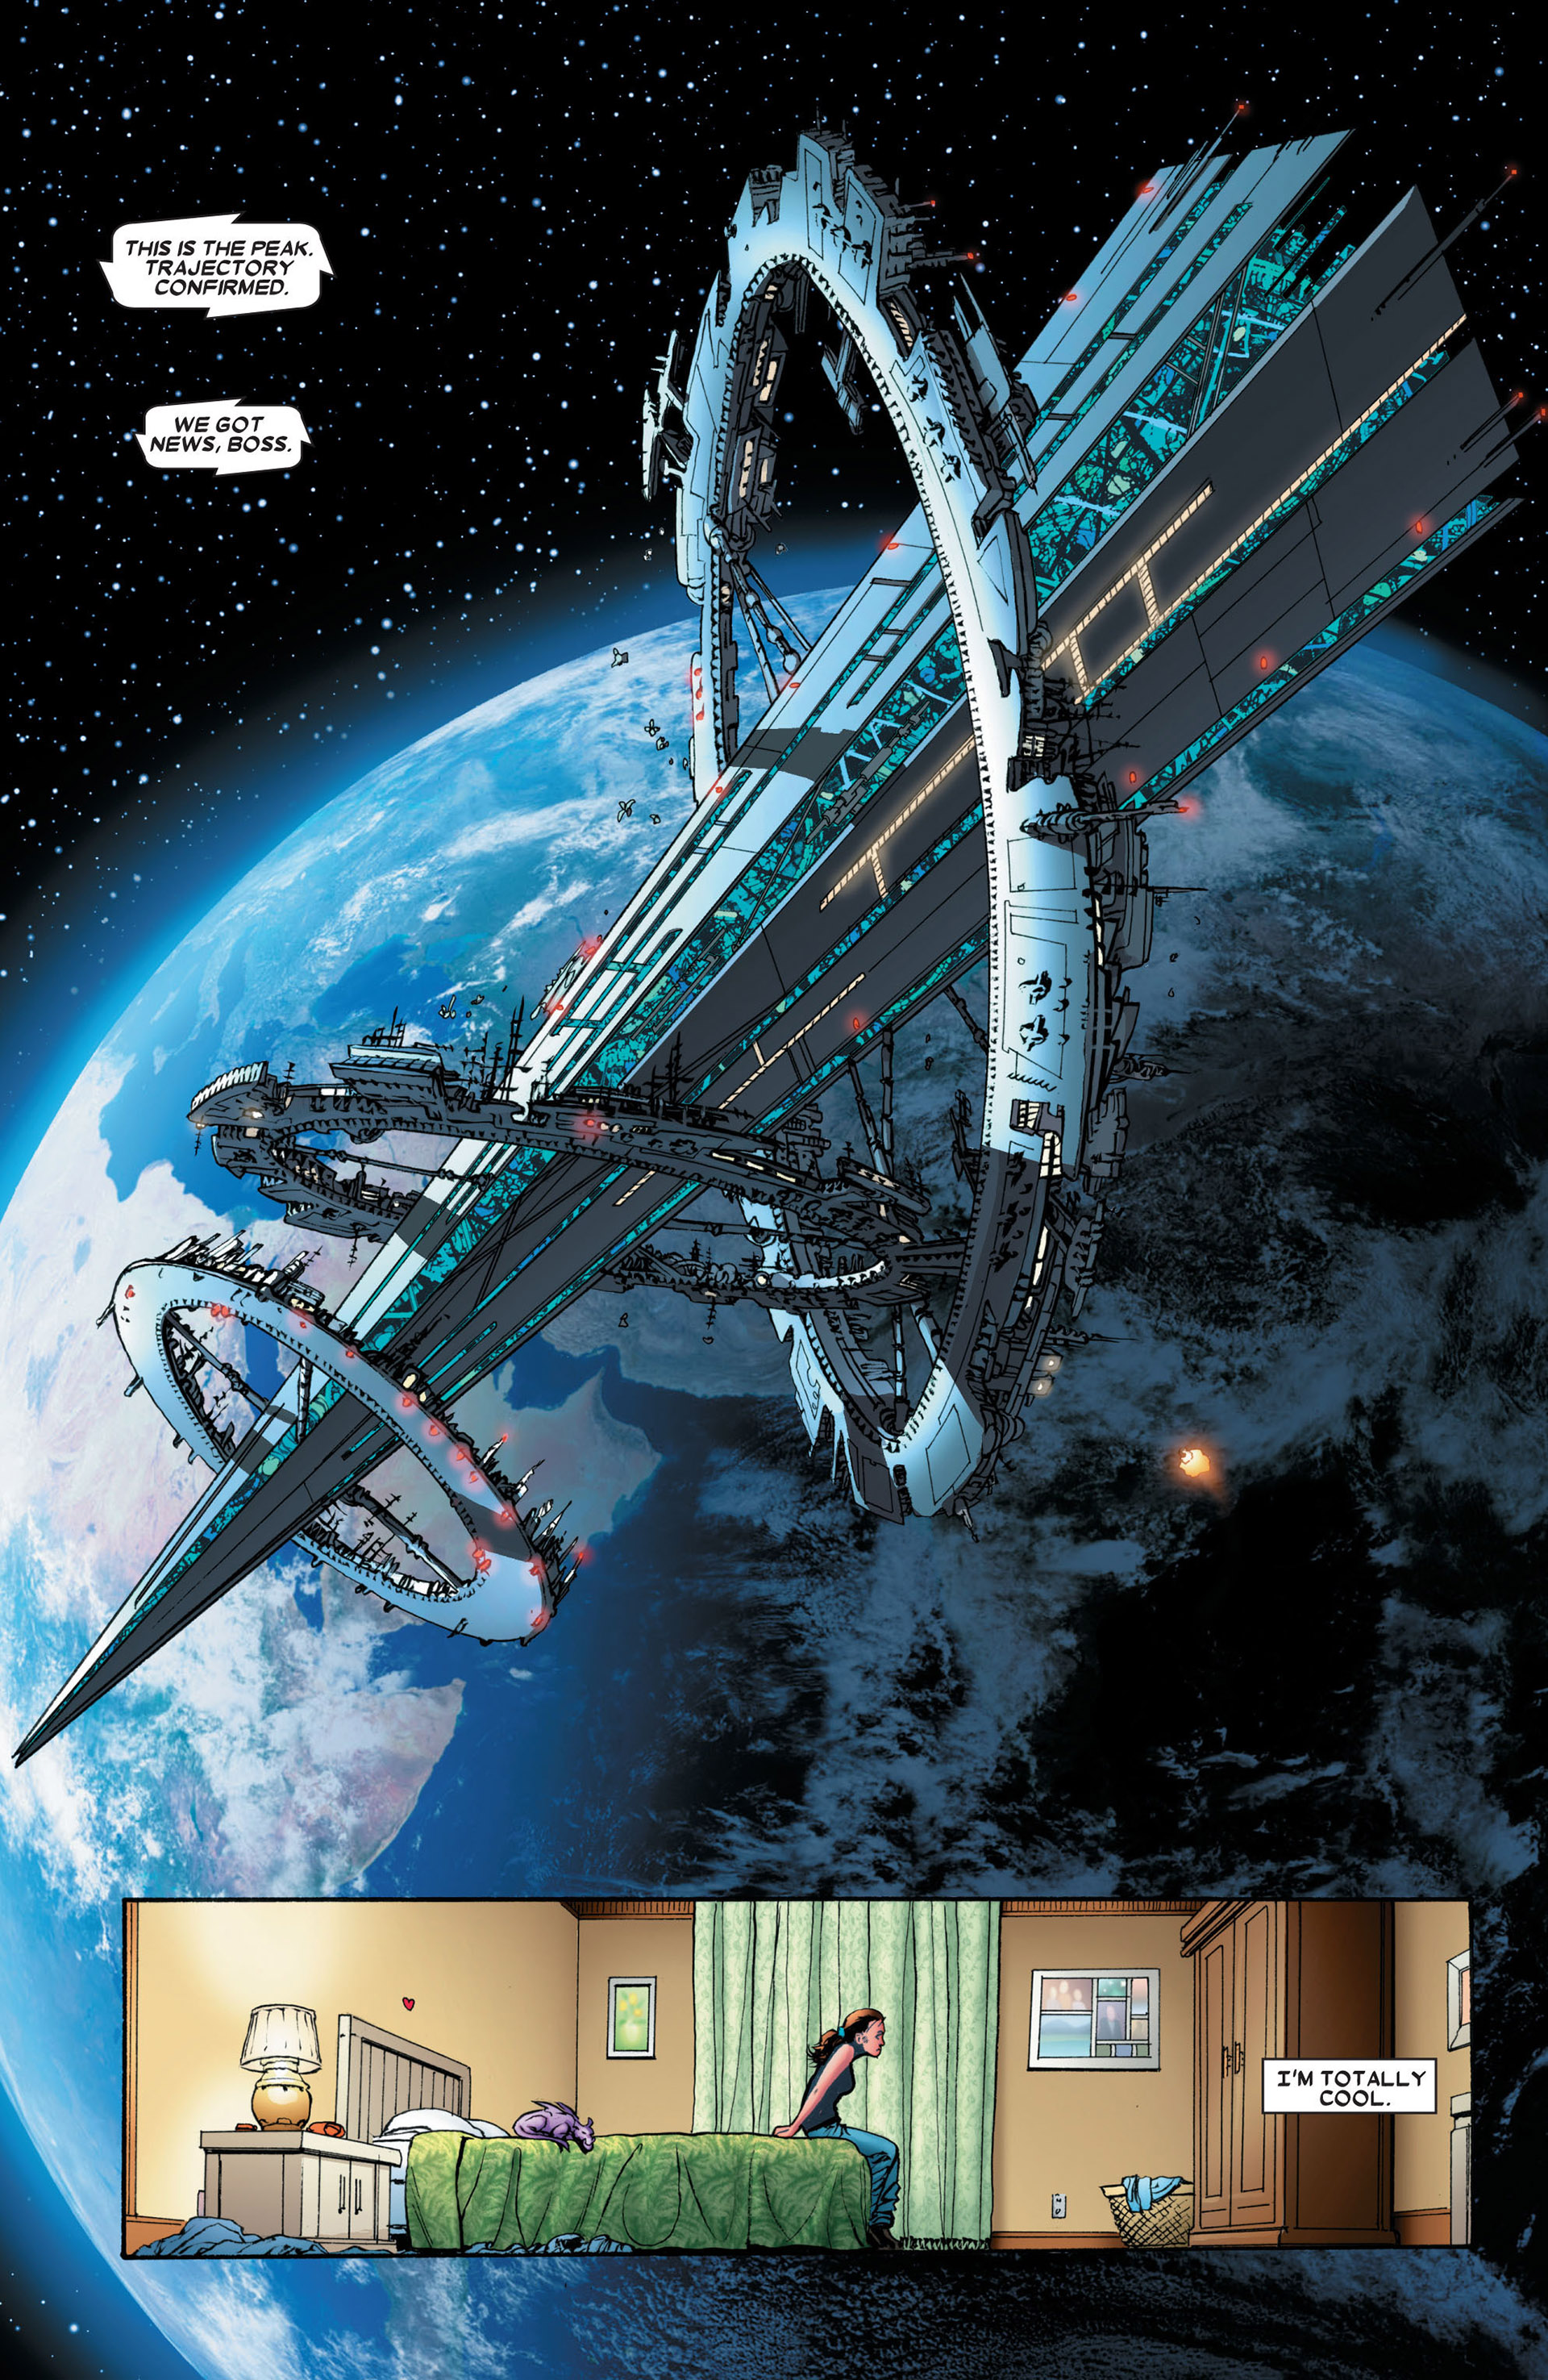 THIS IS THE PEAK.
TRAJECTORY
CONFIRMED.
WE GOT
NEWS, BOSS.
I'M TOTALLY
COOL.